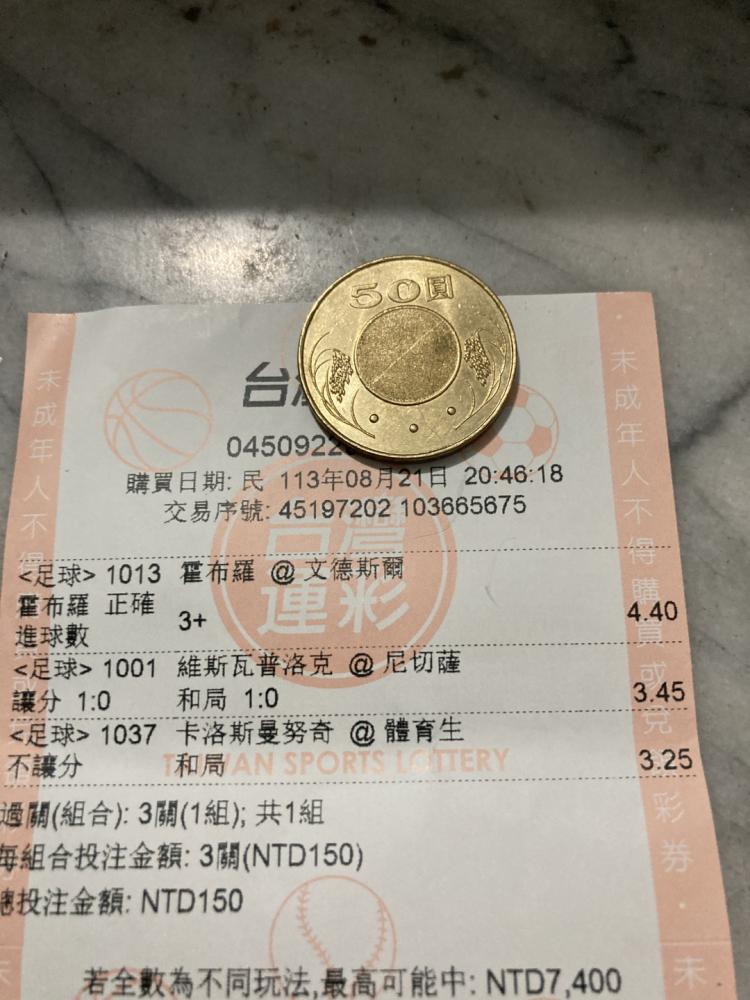 50圓
台
04509223
購買日期: 民 113年08月21日 20:46:18
交易序號: 45197202 103665675
台灣
運彩
<足球> 1013 霍布羅 @ 文德斯爾
霍布羅 正確
進球數
3+
4.40
<足球> 1001 維斯瓦普洛克 @ 尼切薩
讓分 1:0 和局 1:0 3.45
<足球> 1037 卡洛斯曼努奇 @ 體育生
不讓分 和局 3.25
TAIWAN SPORTS LOTTERY
過關(組合): 3關(1組); 共1組
每組合投注金額: 3關(NTD150)
總投注金額: NTD150
若全數為不同玩法,最高可能中: NTD7,400
未成年人不得
未成年人不得購買或兌 彩券.未